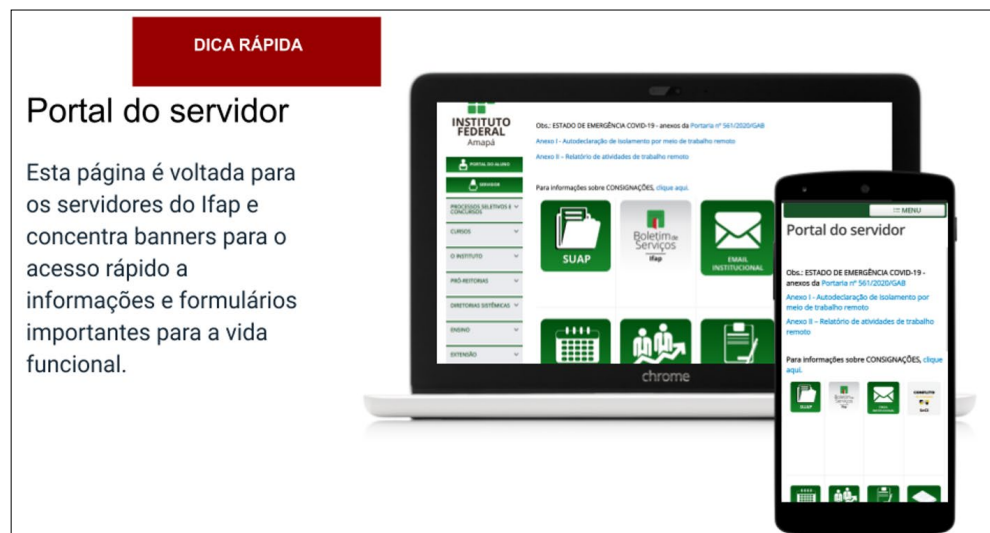 DICA RÁPIDA
Portal do servidor
Esta página é voltada para
os servidores do Ifap e
concentra banners para o
acesso rápido a
informações e formulários
importantes para a vida
funcional.
INSTITUTO
FEDERAL
Amapá
PORTAL DO ALUNO
SERVIDOR
PROCESSOS SELETIVOS E
CONCURSOS
CURSOS
O INSTITUTO
PRÓ-REITORIAS
DIRETORIAS SISTÊMICAS
ENSINO
EXTENSÃO
Obs.: ESTADO DE EMERGÊNCIA COVID-19 - anexos da Portaria nº 561/2020/GAB
Anexo I - Autodeclaração de isolamento por meio de trabalho remoto
Anexo II – Relatório de atividades de trabalho remoto
Para informações sobre CONSIGNAÇÕES, clique aqui.
SUAP
Boletim de
Serviços
Ifap
EMAIL
INSTITUCIONAL
chrome
MENU
Portal do servidor
Obs.: ESTADO DE EMERGÊNCIA COVID-19 -
anexos da Portaria nº 561/2020/GAB
Anexo I - Autodeclaração de isolamento por
meio de trabalho remoto
Anexo II – Relatório de atividades de trabalho
remoto
Para informações sobre CONSIGNAÇÕES, clique
aqui.
SUAP
Boletim de
Serviços
Ifap